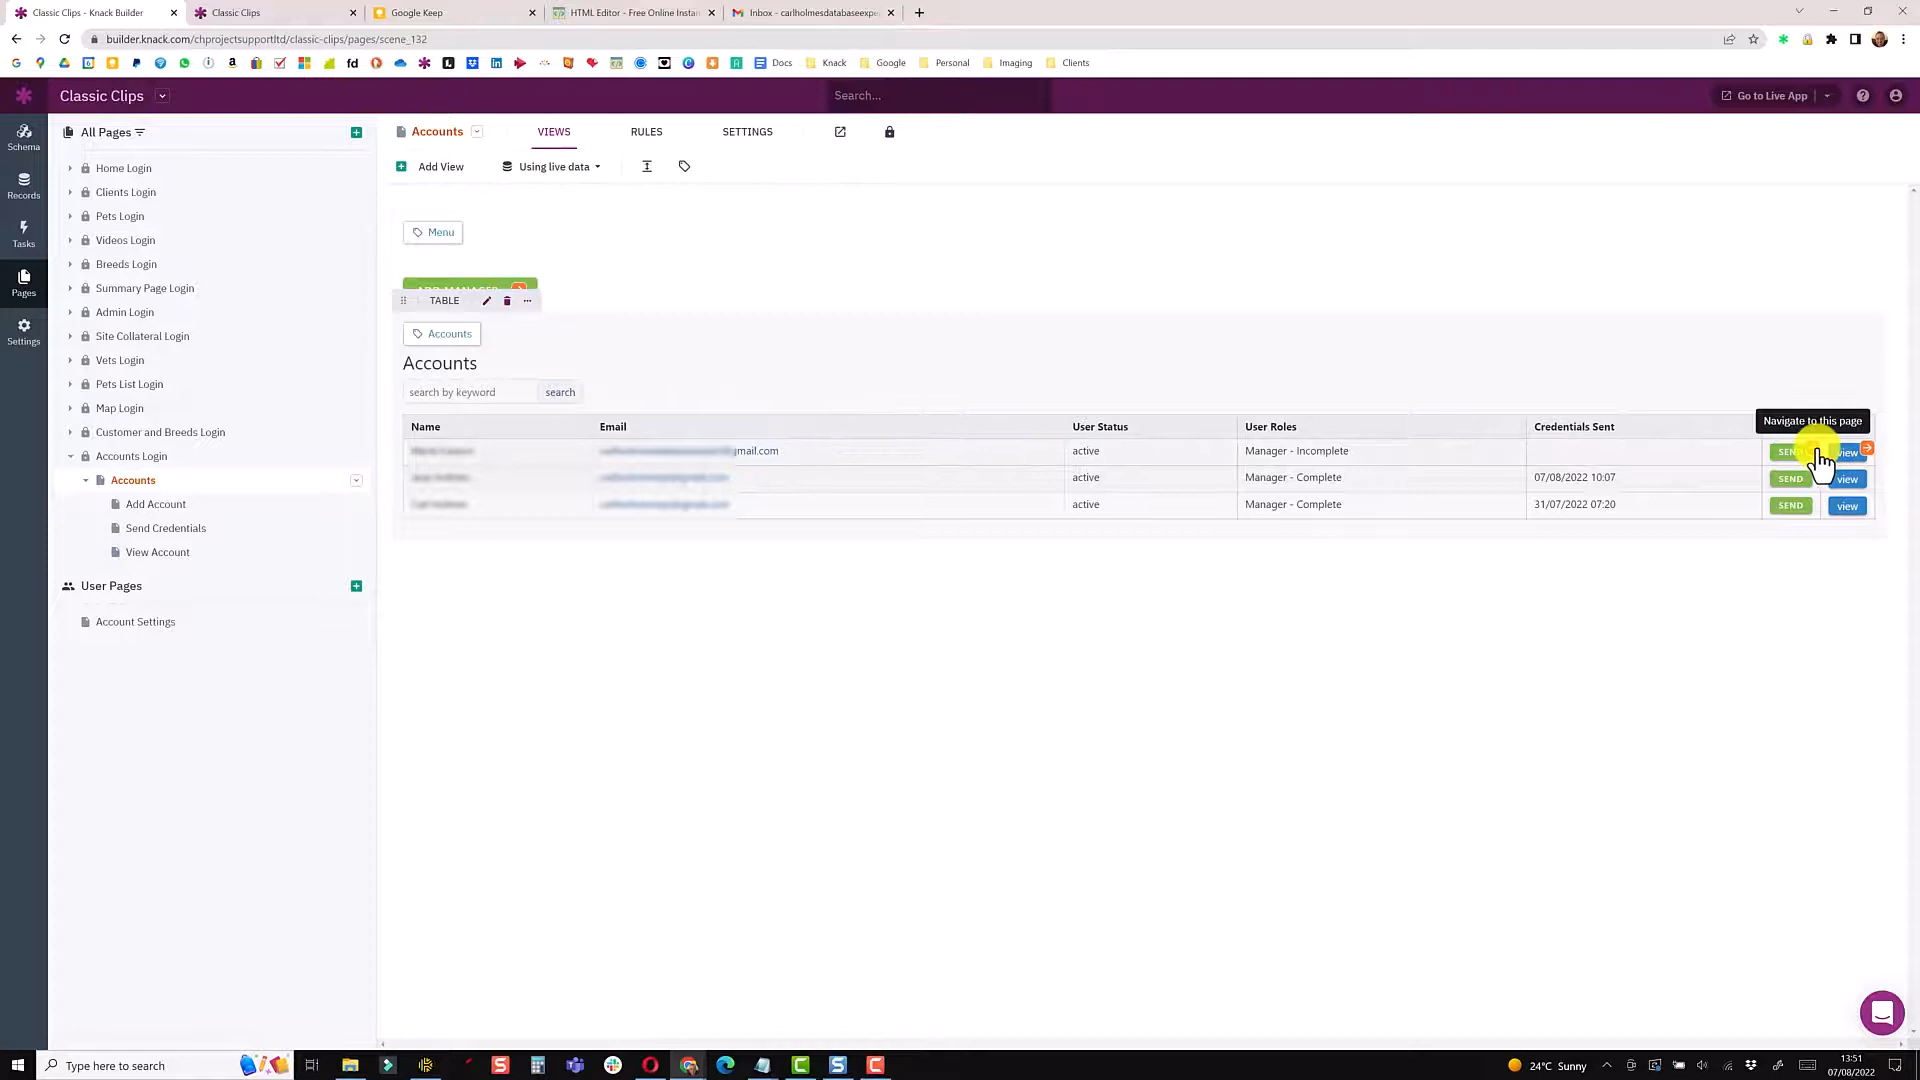 Classic Clips - Knack Builder
Classic Clips
Google Keep
HTML Editor - Free Online Instan
Inbox - carlholmesdatabaseexpe
builder.knack.com/chprojectsupportltd/classic-clips/pages/scene_132
Docs
Knack
Google
Personal
Imaging
Clients
Classic Clips
Search...
Go to Live App
Schema
Records
Tasks
Pages
Settings
All Pages
Home Login
Clients Login
Pets Login
Videos Login
Breeds Login
Summary Page Login
Admin Login
Site Collateral Login
Vets Login
Pets List Login
Map Login
Customer and Breeds Login
Accounts Login
Accounts
Add Account
Send Credentials
View Account
User Pages
Account Settings
Accounts
VIEWS
RULES
SETTINGS
Add View
Using live data
Menu
ADD MANAGER
TABLE
Accounts
Accounts
search by keyword
search
Navigate to this page
Name Email User Status User Roles Credentials Sent
gmail.com active Manager - Incomplete SEND view
active Manager - Complete 07/08/2022 10:07 SEND view
active Manager - Complete 31/07/2022 07:20 SEND view
Type here to search
24°C Sunny
13:51
07/08/2022